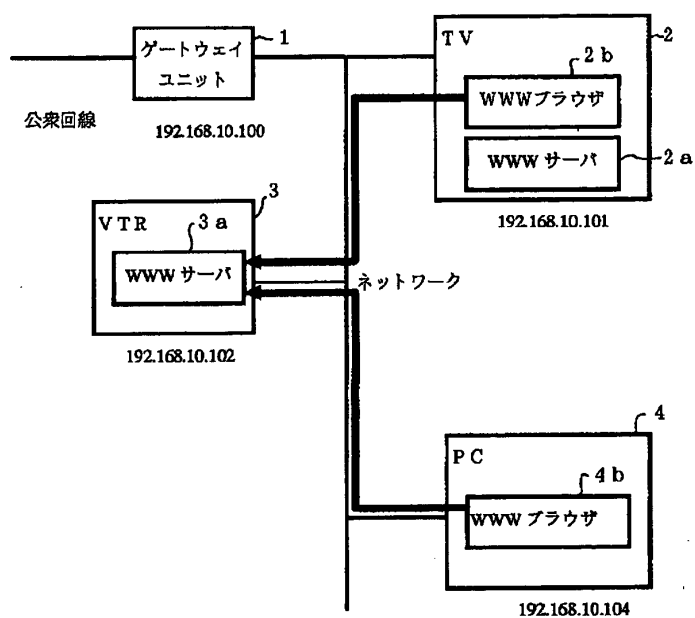 ゲートウェイ
ユニット
1
公衆回線
192.168.10.100
TV
2
2b
WWWブラウザ
WWWサーバ
2a
192.168.10.101
VTR
3
3a
WWWサーバ
192.168.10.102
ネットワーク
PC
4
4b
WWWブラウザ
192.168.10.104